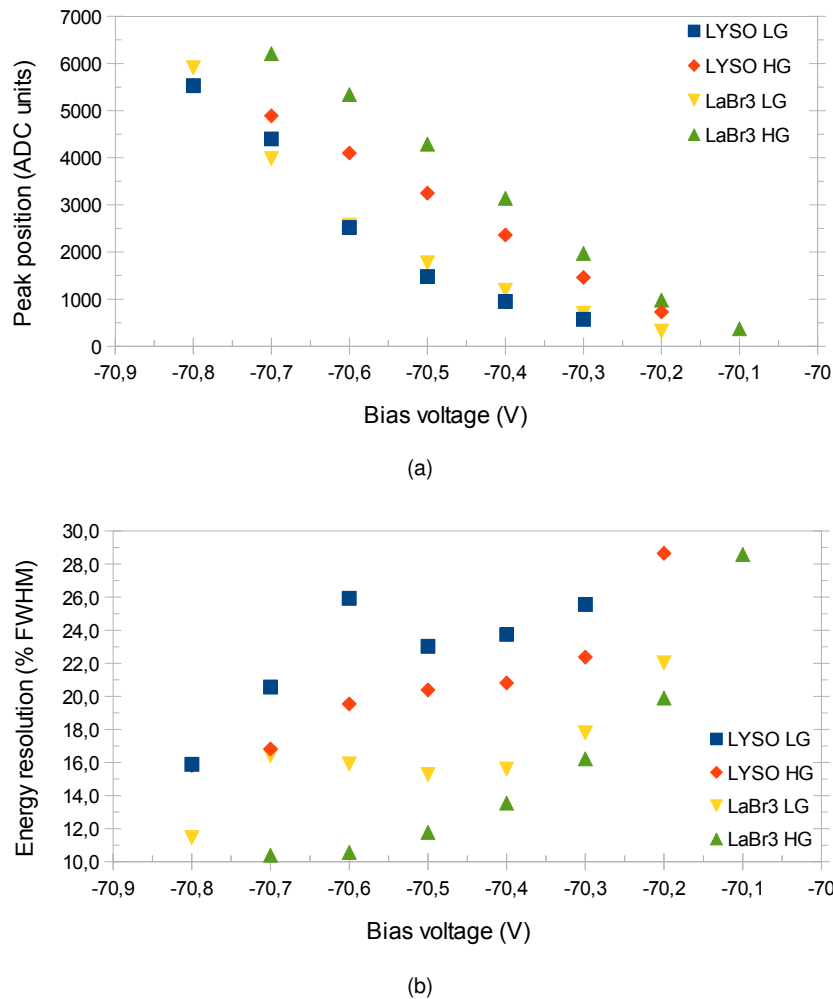 7000
6000
5000
4000
3000
2000
1000
0
Peak position (ADC units)
LYSO LG
LYSO HG
LaBr3 LG
LaBr3 HG
-70,9 -70,8 -70,7 -70,6 -70,5 -70,4 -70,3 -70,2 -70,1 -70
Bias voltage (V)
(a)
30,0
28,0
26,0
24,0
22,0
20,0
18,0
16,0
14,0
12,0
10,0
Energy resolution (% FWHM)
LYSO LG
LYSO HG
LaBr3 LG
LaBr3 HG
-70,9 -70,8 -70,7 -70,6 -70,5 -70,4 -70,3 -70,2 -70,1 -70
Bias voltage (V)
(b)